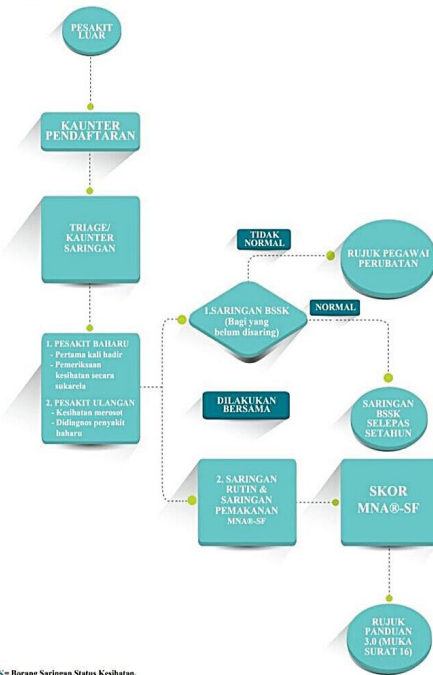 PESAKIT
LUAR
KAUNTER
PENDAFTARAN
TRIAGE/
KAUNTER
SARINGAN
1. PESAKIT BAHARU
- Pertama kali hadir
- Pemeriksaan
kesihatan secara
sukarela
2. PESAKIT ULANGAN
- Kesihatan merosot
- Didiagnos penyakit
baharu
TIDAK
NORMAL
RUJUK PEGAWAI
PERUBATAN
1.SARINGAN BSSK
(Bagi yang
belum disaring)
NORMAL
SARINGAN
BSSK
SELEPAS
SETAHUN
DILAKUKAN
BERSAMA
2. SARINGAN
RUTIN &
SARINGAN
PEMAKANAN
MNA®-SF
SKOR
MNA®-SF
RUJUK
PANDUAN
3.0 (MUKA
SURAT 16)
K= Borang Saringan Status Kesihatan.